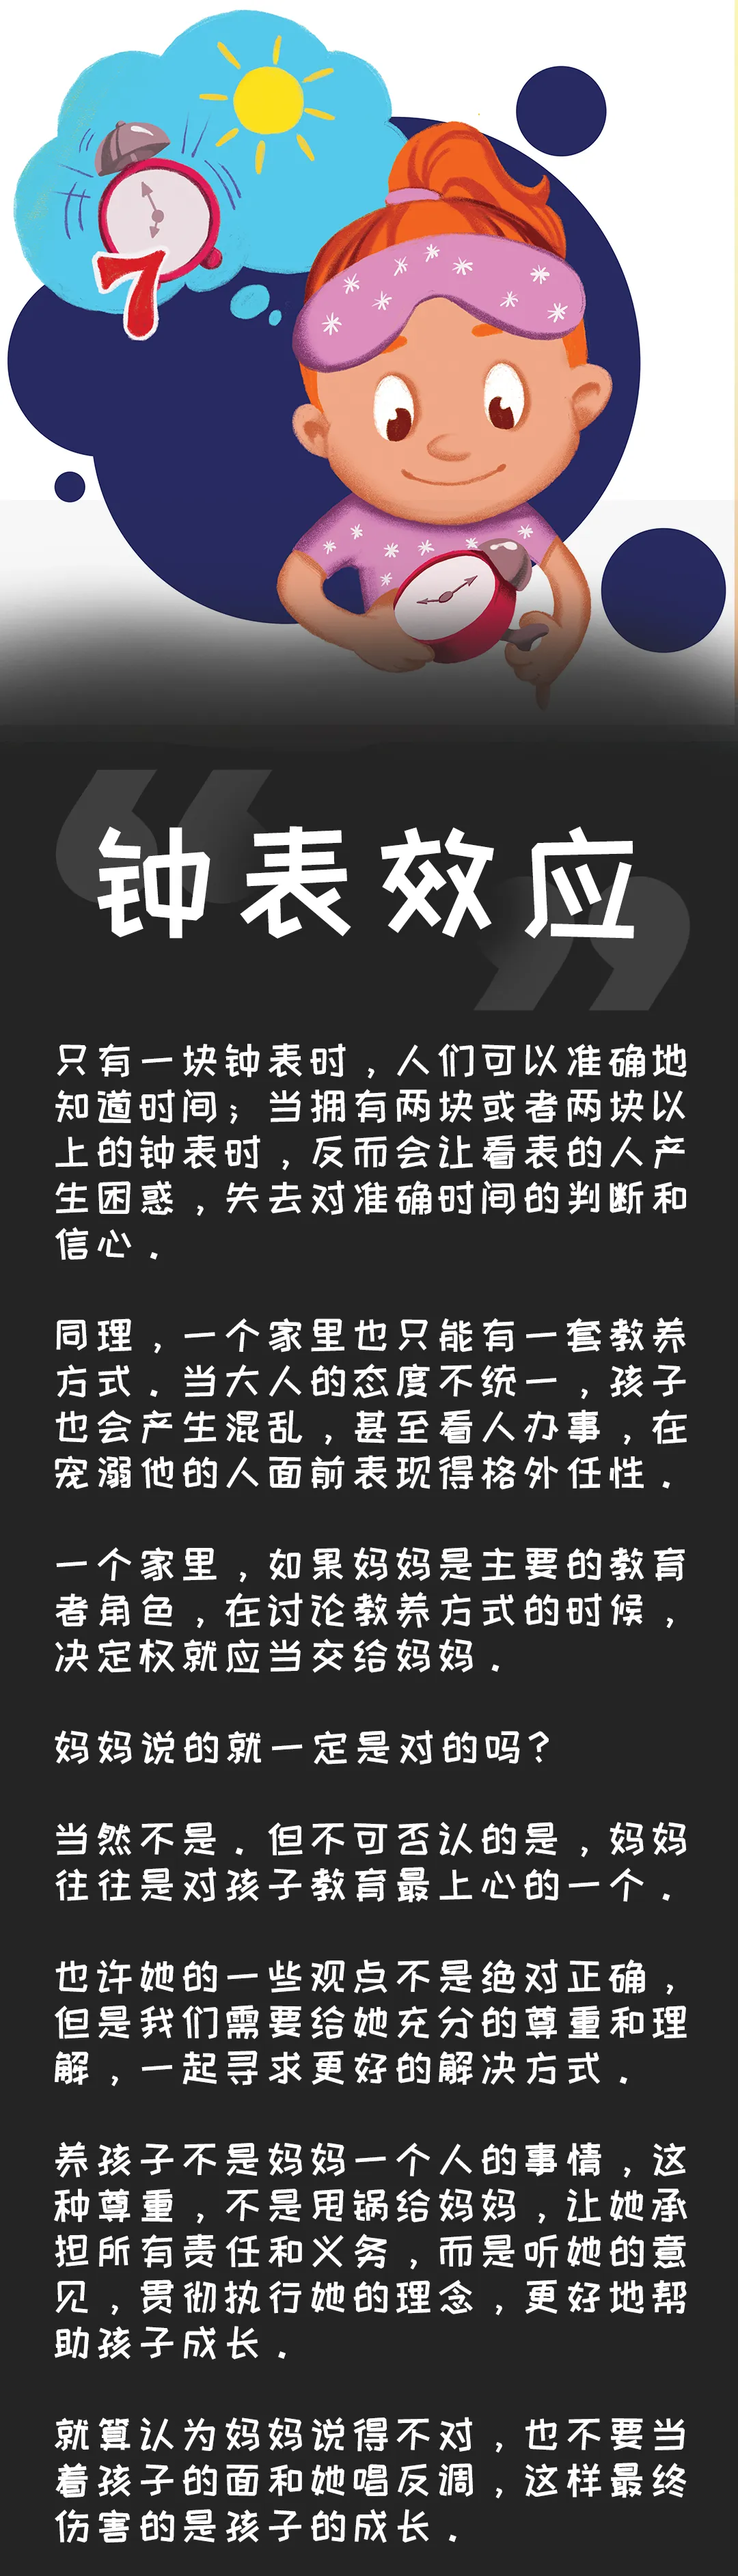 7
钟表效应
只有一块钟表时，人们可以准确地
知道时间；当拥有两块或者两块以
上的钟表时，反而会让看表的人产
生困惑，失去对准确时间的判断和
信心．
同理，一个家里也只能有一套教养
方式．当大人的态度不统一，孩子
也会产生混乱，甚至看人办事，在
宠溺他的人面前表现得格外任性．
一个家里，如果妈妈是主要的教育
者角色，在讨论教养方式的时候，
决定权就应当交给妈妈．
妈妈说的就一定是对的吗？
当然不是．但不可否认的是，妈妈
往往是对孩子教育最上心的一个．
也许她的一些观点不是绝对正确，
但是我们需要给她充分的尊重和理
解，一起寻求更好的解决方式．
养孩子不是妈妈一个人的事情，这
种尊重，不是甩锅给妈妈，让她承
担所有责任和义务，而是听她的意
见，贯彻执行她的理念，更好地帮
助孩子成长．
就算认为妈妈说得不对，也不要当
着孩子的面和她唱反调，这样最终
伤害的是孩子的成长．